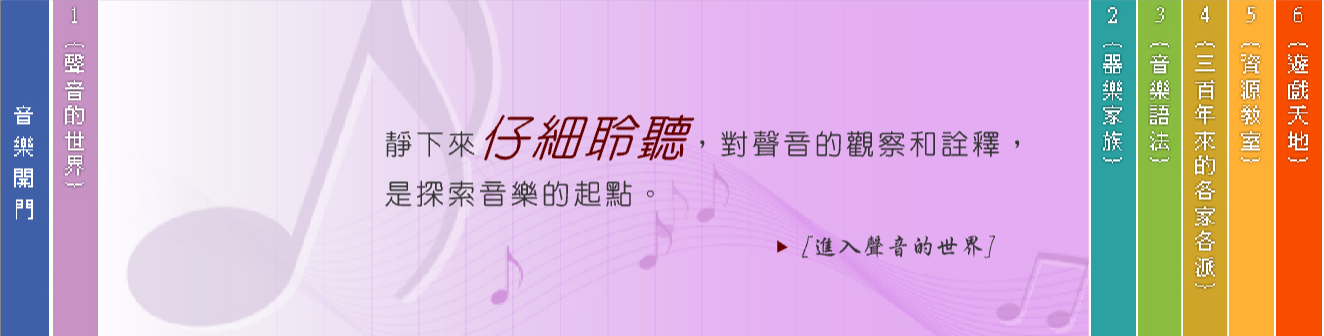 音樂開門
1 {聲音的世界}
靜下來仔細聆聽，對聲音的觀察和詮釋，
是探索音樂的起點。
[進入聲音的世界]
2 {器樂家族}
3 {音樂語法}
4 {三百年來的各家各派}
5 {資源教室}
6 {遊戲天地}